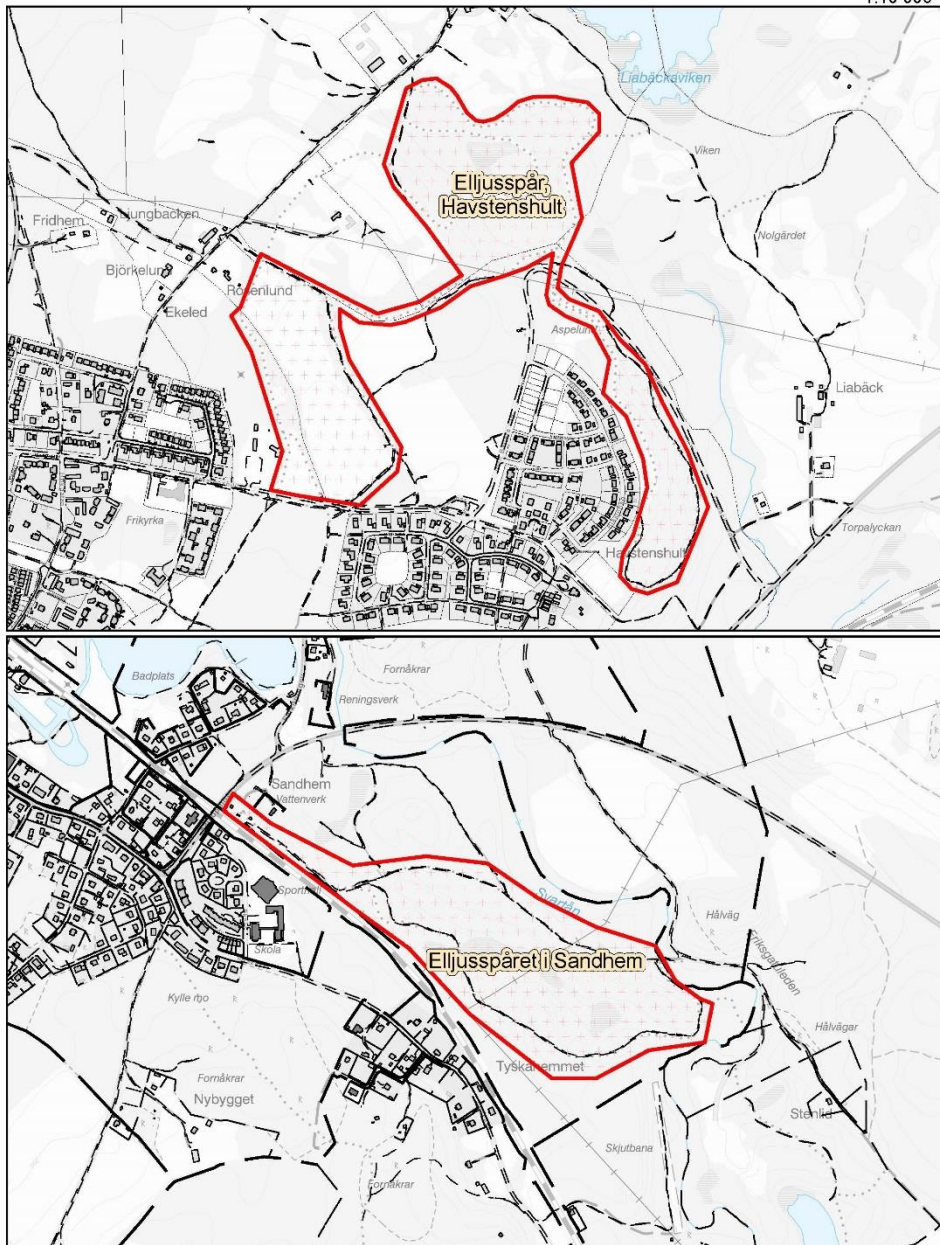 Liabäckaviken
Viken
Elljusspår,
Havstenshult
Nolgärdet
Ljungbacken
Fridhem
Björkelund
Rosenlund
Ekeled
Aspelund
Liabäck
Frikyrka
Torpalyckan
Havstenshult
Badplats
Fornåkrar
Reningsverk
Sandhem
Vattenverk
Svartån
Sporthall
Skola
Hålväg
Eriksgataleden
Elljusspåret i Sandhem
Kylle mo
Hålvägar
Tyskahemmet
Fornåkrar
Nybygget
Stenlid
Skjutbana
Fornåkrar